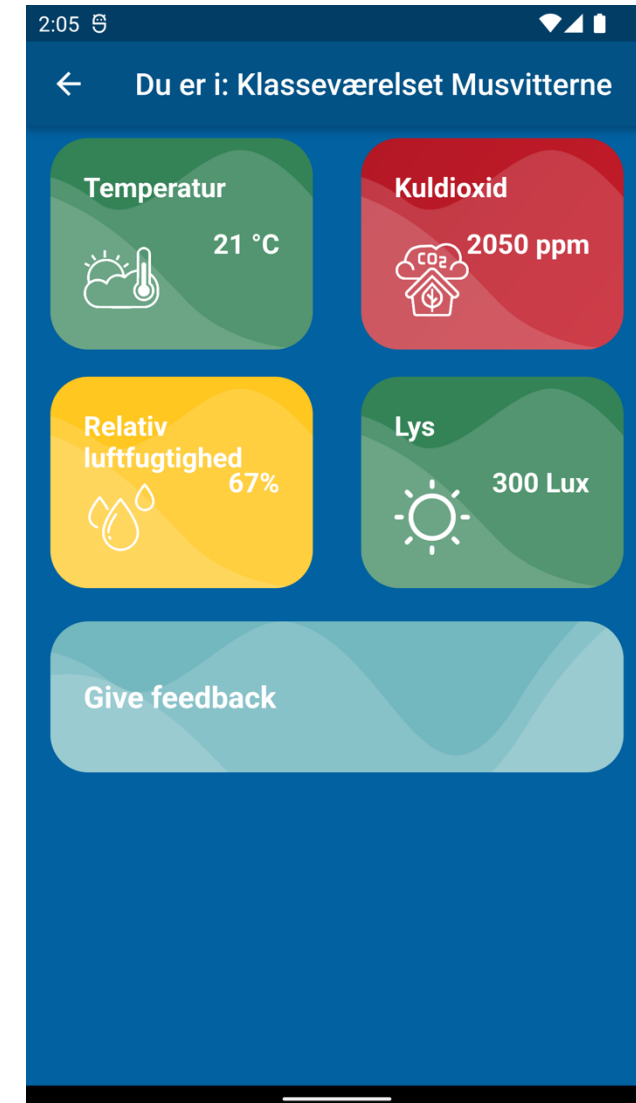 2:05
Du er i: Klasseværelset Musvitterne
Temperatur
21 °C
Kuldioxid
CO₂
2050 ppm
Relativ
luftfugtighed
67%
Lys
300 Lux
Give feedback